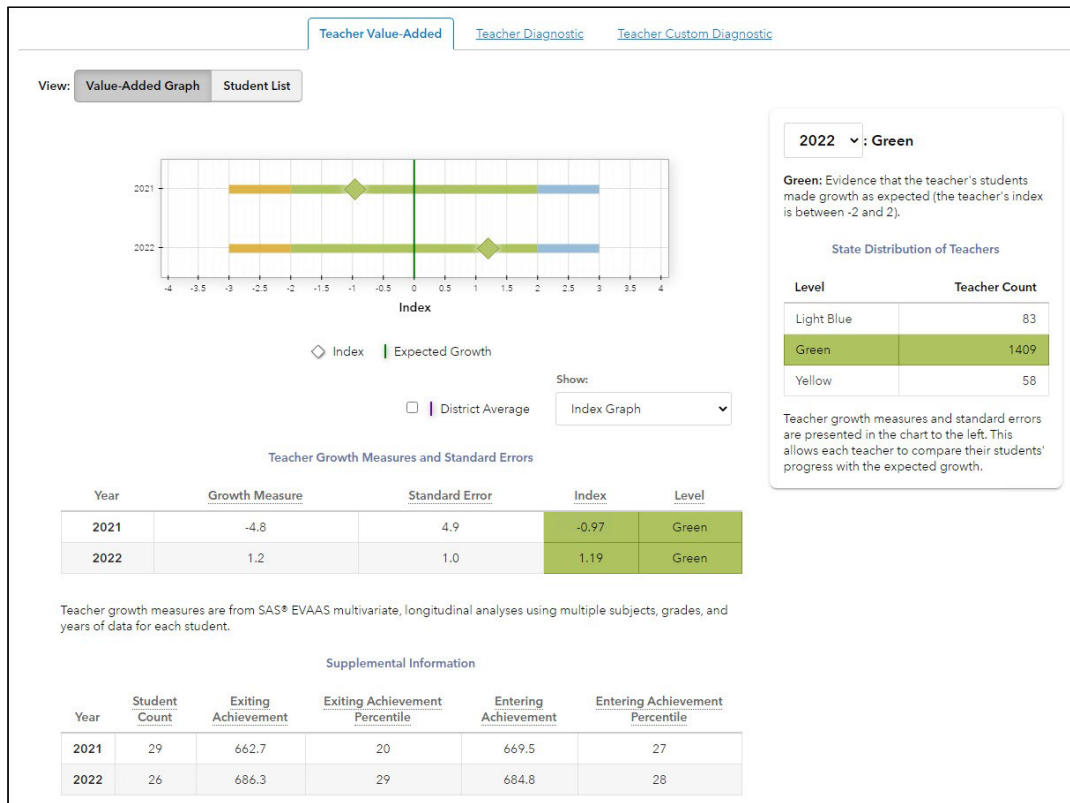 Teacher Value-Added Teacher Diagnostic Teacher Custom Diagnostic
View: Value-Added Graph Student List
2021
2022
-4 -3.5 -3 -2.5 -2 -1.5 -1 -0.5 0 0.5 1 1.5 2 2.5 3 3.5 4
Index
Index Expected Growth
Show:
District Average Index Graph
Teacher Growth Measures and Standard Errors
Year Growth Measure Standard Error Index Level
2021 -4.8 4.9 -0.97 Green
2022 1.2 1.0 1.19 Green
Teacher growth measures are from SAS® EVAAS multivariate, longitudinal analyses using multiple subjects, grades, and
years of data for each student.
Supplemental Information
Year Student Count Exiting Achievement Exiting Achievement Percentile Entering Achievement Entering Achievement Percentile
2021 29 662.7 20 669.5 27
2022 26 686.3 29 684.8 28
2022 : Green
Green: Evidence that the teacher's students
made growth as expected (the teacher's index
is between -2 and 2).
State Distribution of Teachers
Level Teacher Count
Light Blue 83
Green 1409
Yellow 58
Teacher growth measures and standard errors
are presented in the chart to the left. This
allows each teacher to compare their students'
progress with the expected growth.